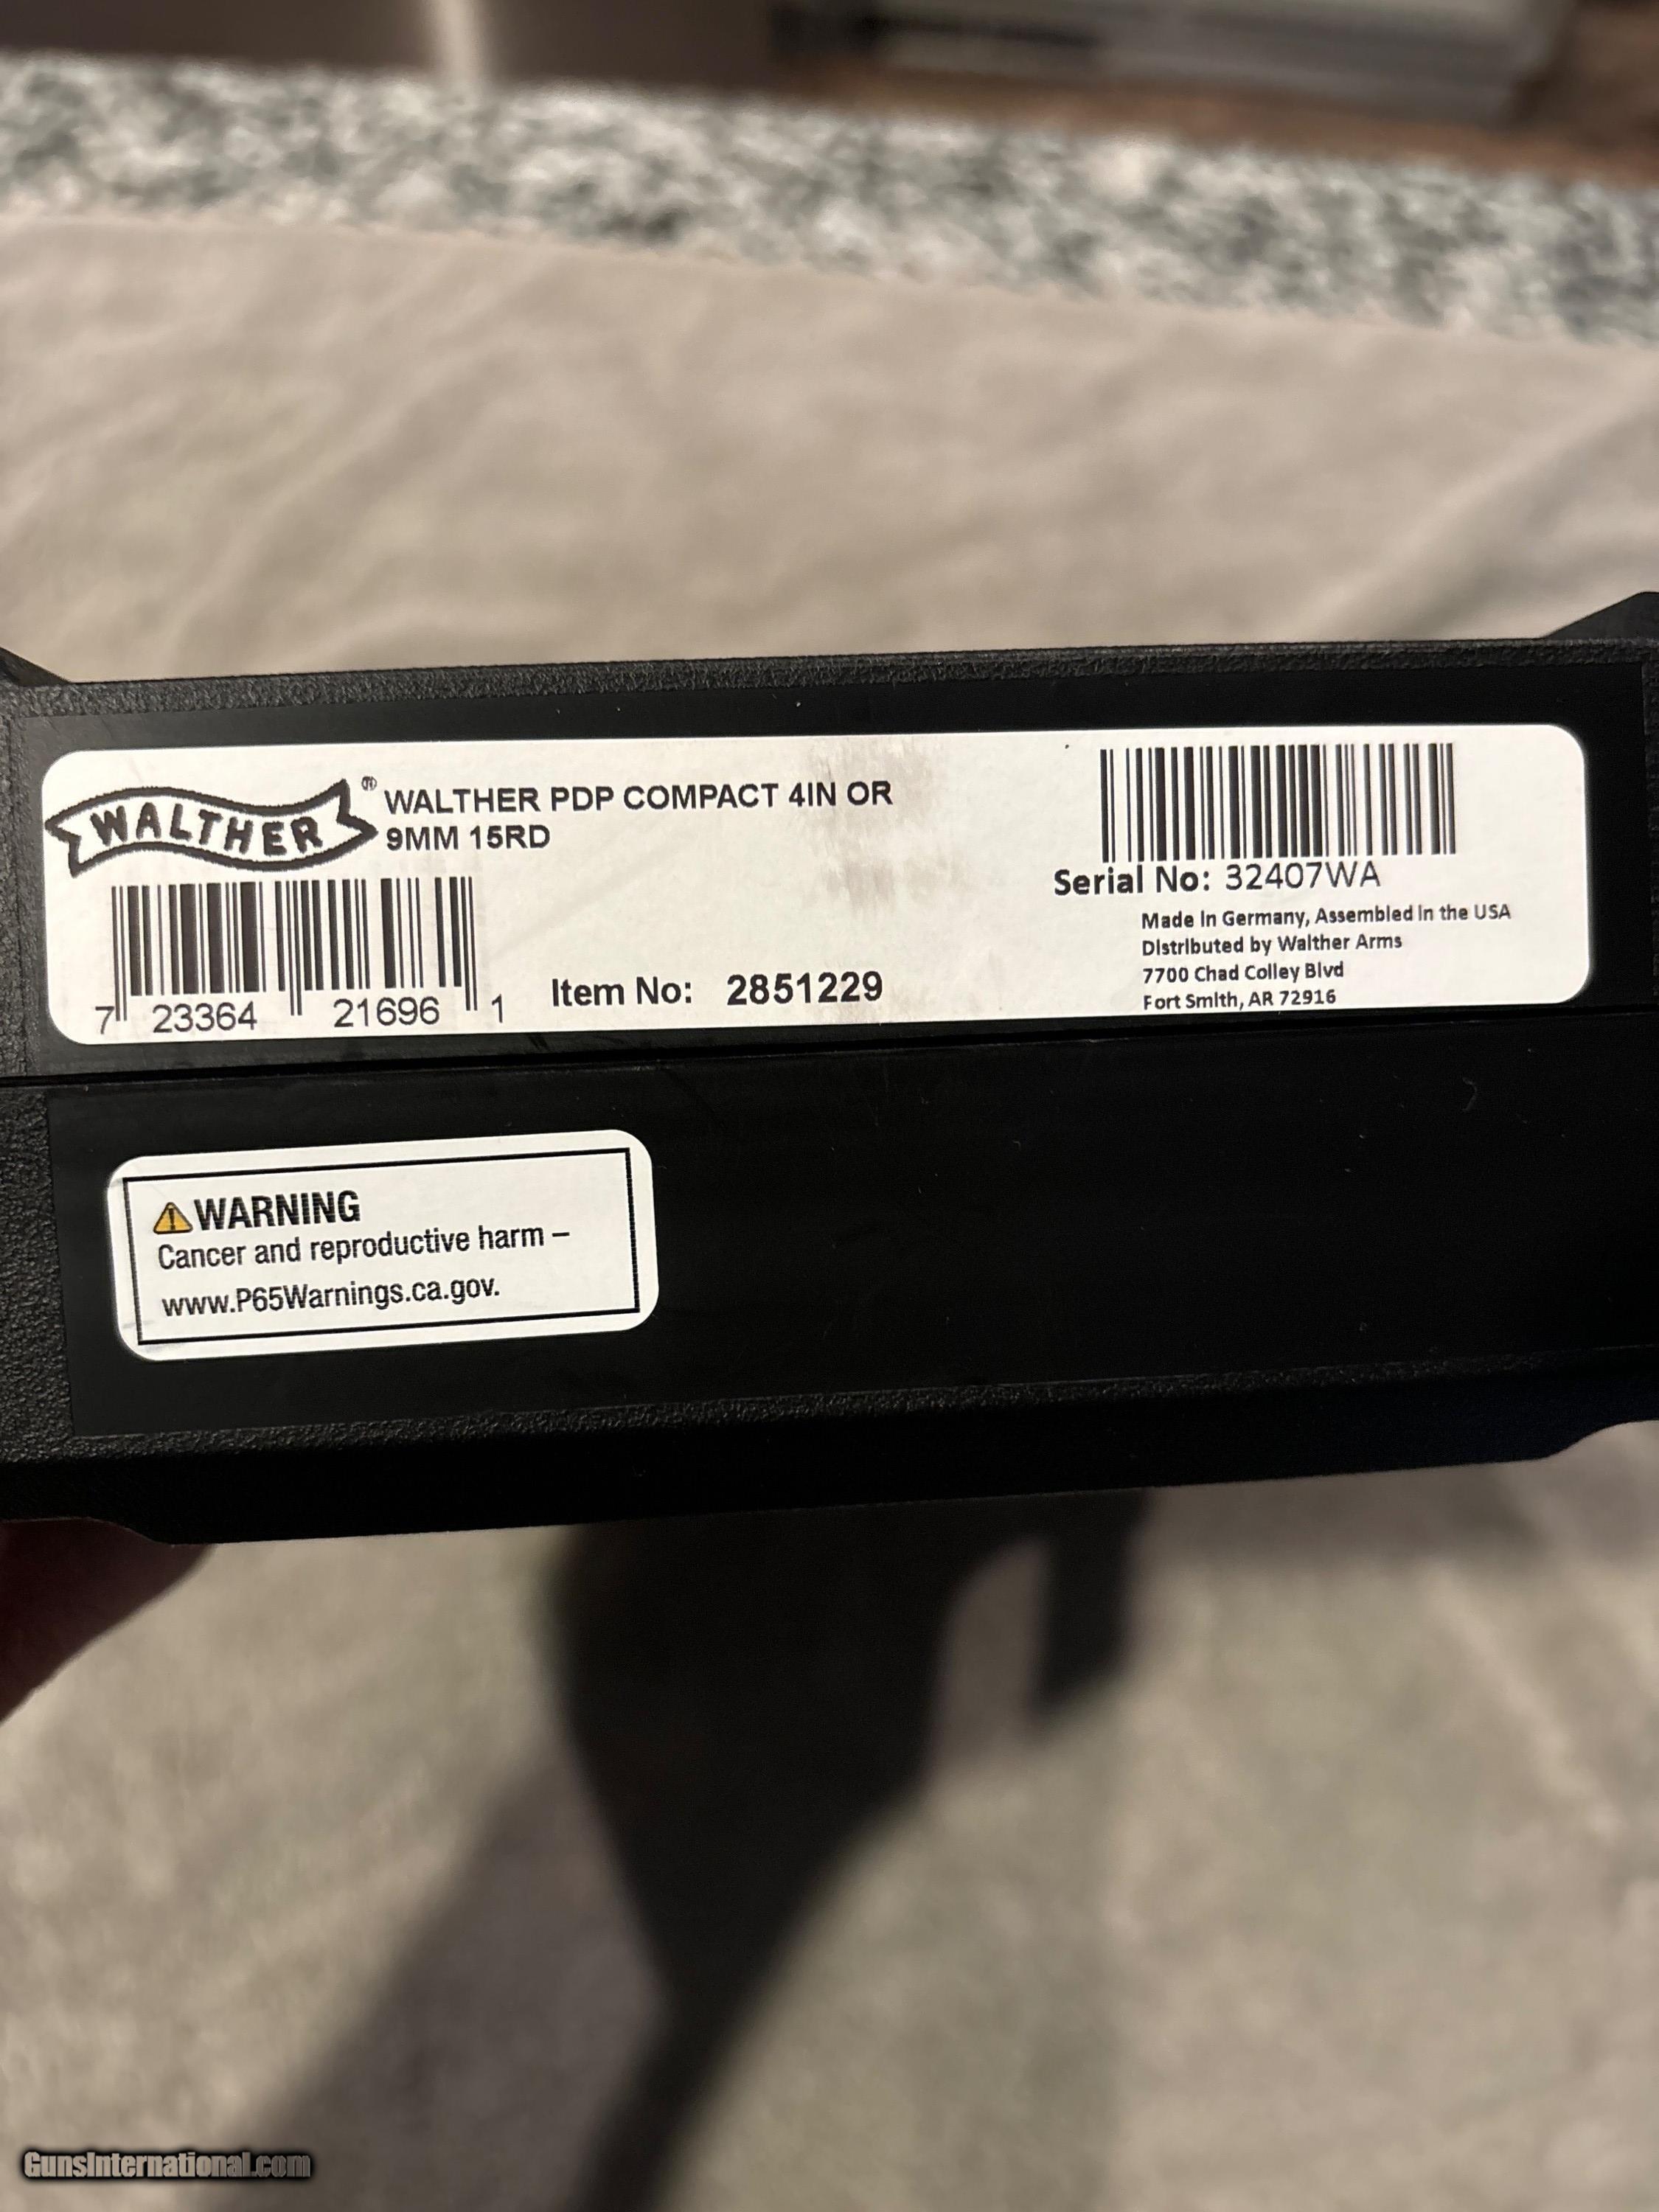 WALTHER®
WALTHER PDP COMPACT 4IN OR
9MM 15RD
7 23364 21696 1
Item No: 2851229
Serial No: 32407WA
Made In Germany, Assembled In the USA
Distributed by Walther Arms
7700 Chad Colley Blvd
Fort Smith, AR 72916
⚠WARNING
Cancer and reproductive harm –
www.P65Warnings.ca.gov.
GunsInternational.com